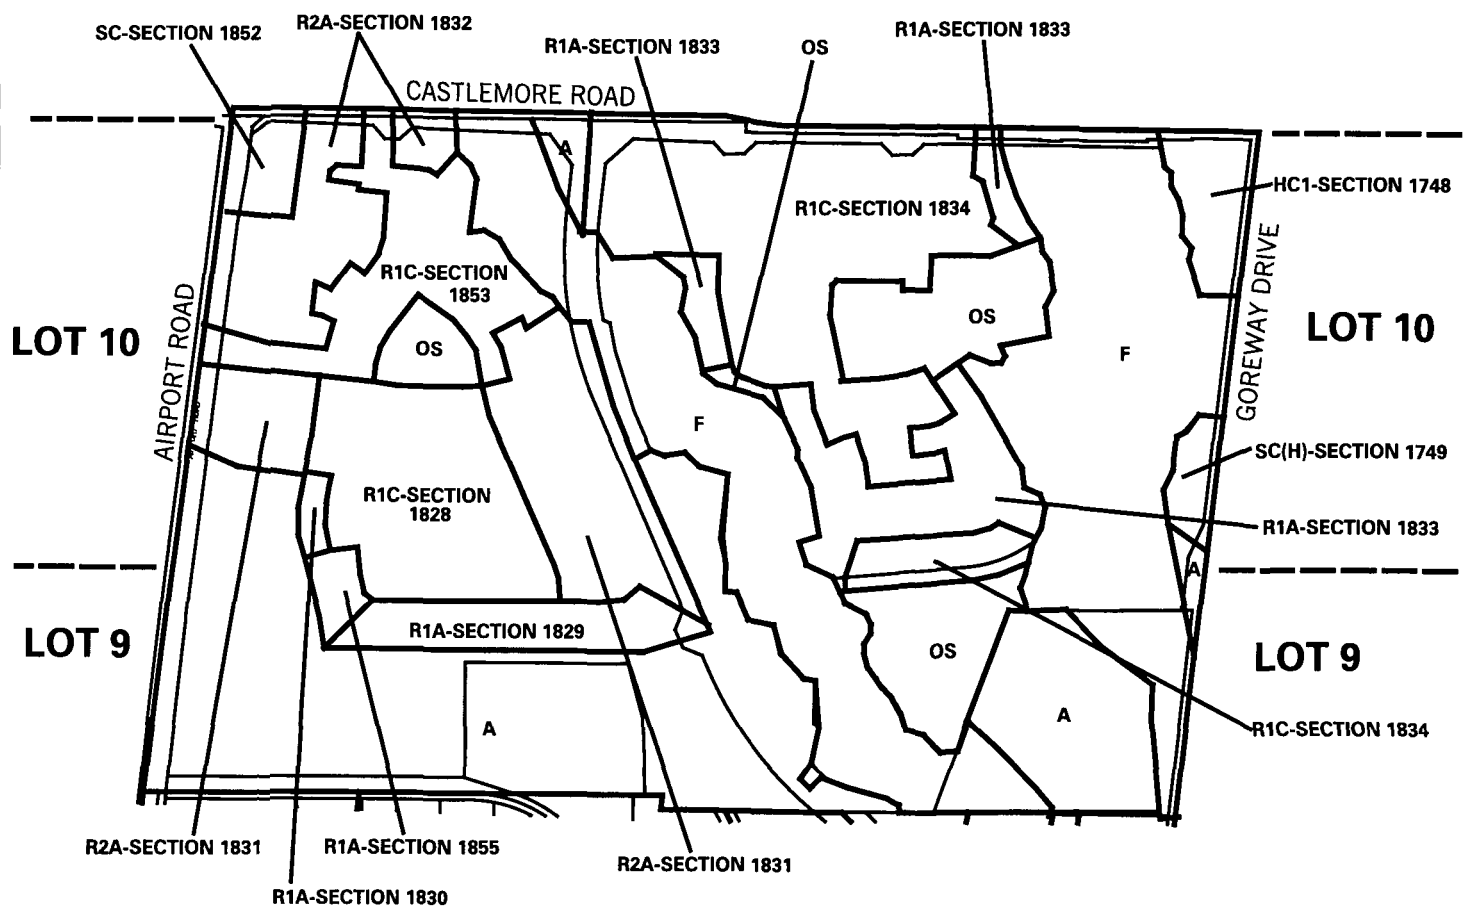 R2A-SECTION 1832
SC-SECTION 1852
R1A-SECTION 1833
OS
R1A-SECTION 1833
CASTLEMORE ROAD
A
HC1-SECTION 1748
R1C-SECTION 1834
R1C-SECTION
1853
GOREWAY DRIVE
OS
LOT 10
AIRPORT ROAD
OS
F
LOT 10
F
SC(H)-SECTION 1749
R1C-SECTION
1828
R1A-SECTION 1833
A
R1A-SECTION 1829
LOT 9
OS
LOT 9
A
A
R1C-SECTION 1834
R2A-SECTION 1831
R1A-SECTION 1855
R2A-SECTION 1831
R1A-SECTION 1830